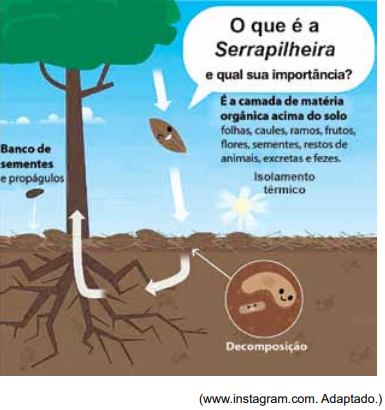 O que é a
Serrapilheira
e qual sua importância?
É a camada de matéria
orgânica acima do solo
folhas, caules, ramos, frutos,
flores, sementes, restos de
animais, excretas e fezes.
Isolamento
térmico
Banco de
sementes
e propágulos
Decomposição
(www.instagram.com. Adaptado.)